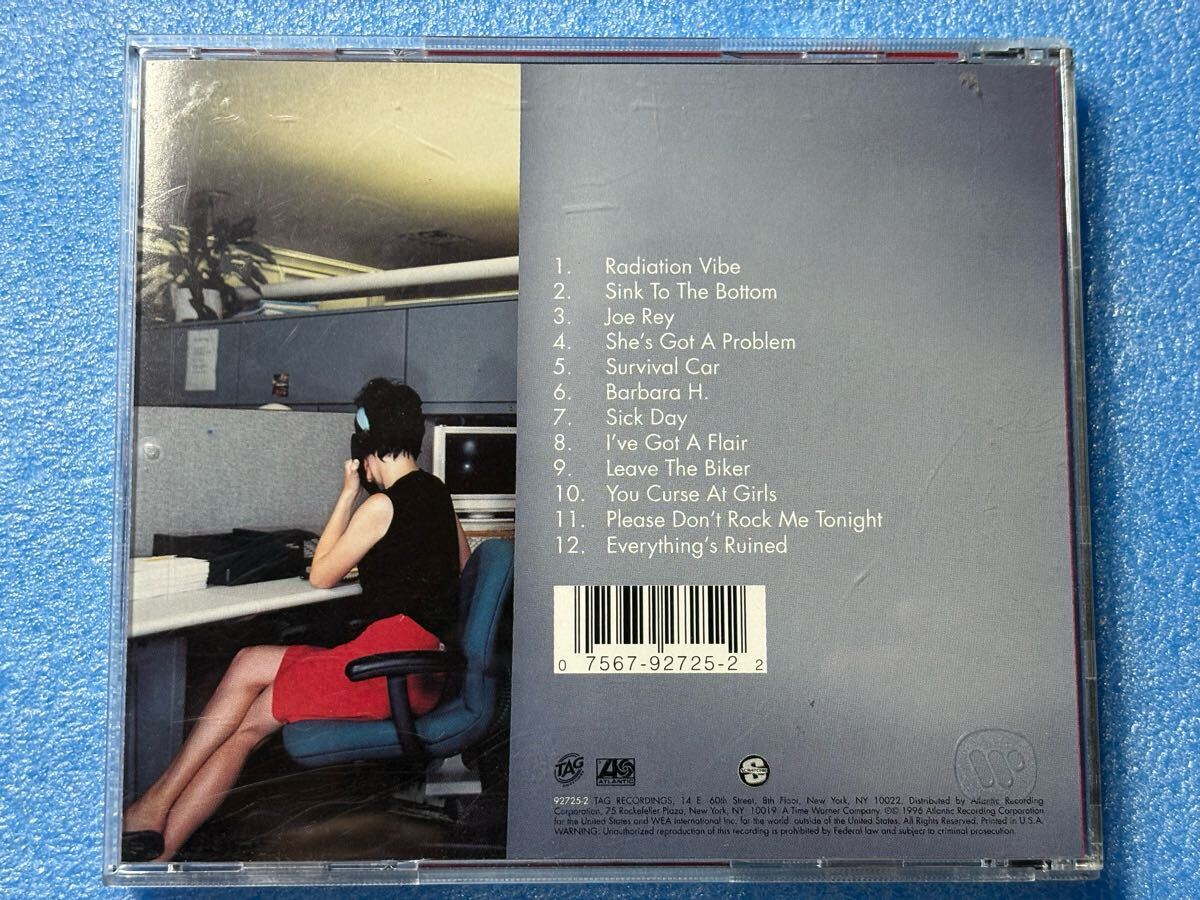 1. Radiation Vibe
2. Sink To The Bottom
3. Joe Rey
4. She's Got A Problem
5. Survival Car
6. Barbara H.
7. Sick Day
8. I've Got A Flair
9. Leave The Biker
10. You Curse At Girls
11. Please Don't Rock Me Tonight
12. Everything's Ruined
0 7567-92725-2 2
TAG
ATLANTIC
SCRATCHIE
S
92725-2 TAG RECORDINGS, 14 E. 60th Street, 8th Floor, New York, NY 10022. Distributed by Atlantic Recording
Corporation, 75 Rockefeller Plaza, New York, NY 10019. A Time Warner Company. ℗© 1996 Atlantic Recording Corporation
for the United States and WEA International Inc. for the world outside of the United States. All Rights Reserved. Printed in U.S.A.
WARNING: Unauthorized reproduction of this recording is prohibited by Federal law and subject to criminal prosecution.